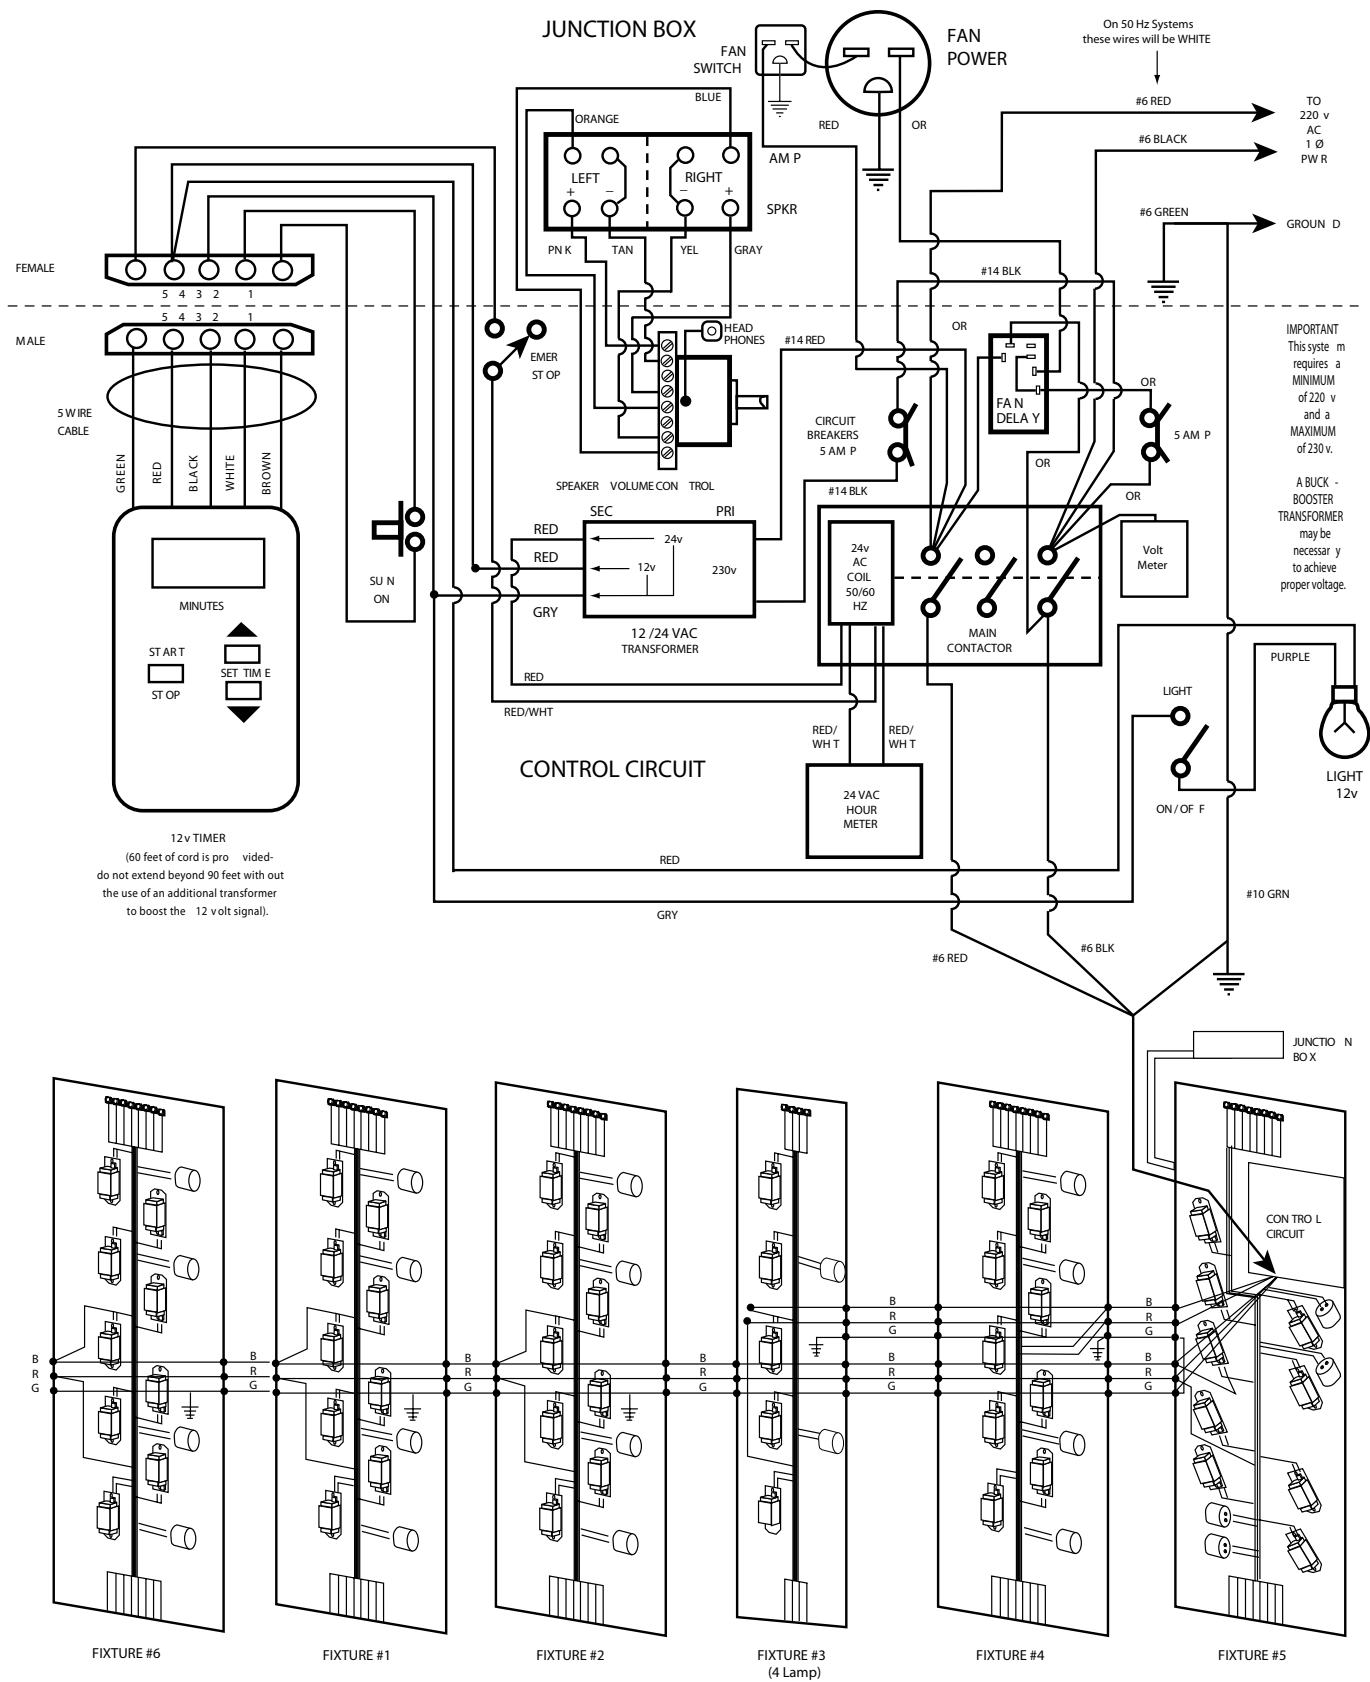 JUNCTION BOX
FAN
SWITCH
FAN
POWER
On 50 Hz Systems
these wires will be WHITE
BLUE
ORANGE
RED
OR
#6 RED
TO
220 v
AC
1 Ø
PW R
#6 BLACK
AM P
LEFT
RIGHT
+
–
–
+
SPKR
#6 GREEN
GROUN D
PN K
TAN
YEL
GRAY
FEMALE
5 4 3 2 1
#14 BLK
5 4 3 2 1
MALE
EMER
ST OP
HEAD
PHONES
#14 RED
OR
FA N
DELA Y
OR
IMPORTANT
This syste m
requires a
MINIMUM
of 220 v
and a
MAXIMUM
of 230 v.
A BUCK -
BOOSTER
TRANSFORMER
may be
necessar y
to achieve
proper voltage.
5 WIRE
CABLE
CIRCUIT
BREAKERS
5 AM P
5 AM P
GREEN
RED
BLACK
WHITE
BROWN
OR
OR
SPEAKER VOLUME CON TROL
#14 BLK
SEC
PRI
RED
24v
RED
12v
230v
GRY
12 /24 VAC
TRANSFORMER
24v
AC
COIL
50/60
HZ
Volt
Meter
MAIN
CONTACTOR
SU N
ON
MINUTES
ST AR T
ST OP
SET TIM E
RED
RED/WHT
RED/
WH T
RED/
WH T
PURPLE
LIGHT
LIGHT
12v
ON / OF F
CONTROL CIRCUIT
24 VAC
HOUR
METER
12 v TIMER
(60 feet of cord is pro vided-
do not extend beyond 90 feet with out
the use of an additional transformer
to boost the 12 v olt signal).
RED
GRY
#10 GRN
#6 RED
#6 BLK
JUNCTIO N
BO X
CON TRO L
CIRCUIT
B
R
G
B
R
G
B
R
G
B
R
G
B
R
G
B
R
G
B
R
G
B
R
G
FIXTURE #6
FIXTURE #1
FIXTURE #2
FIXTURE #3
(4 Lamp)
FIXTURE #4
FIXTURE #5